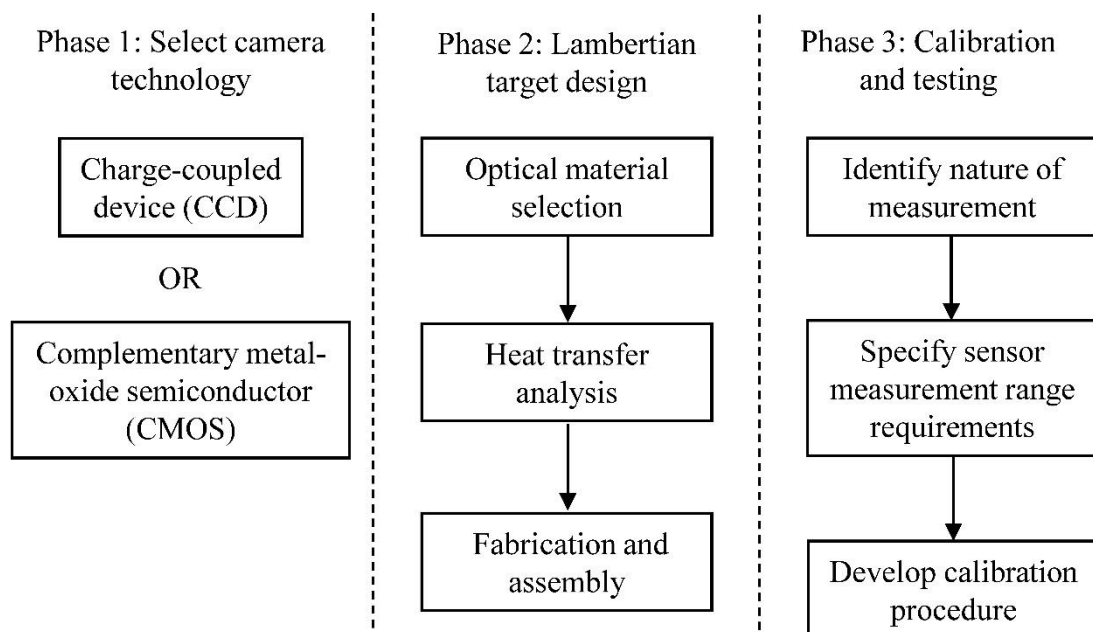 Phase 1: Select camera
technology
Charge-coupled
device (CCD)
OR
Complementary metal-
oxide semiconductor
(CMOS)
Phase 2: Lambertian
target design
Optical material
selection
Heat transfer
analysis
Fabrication and
assembly
Phase 3: Calibration
and testing
Identify nature of
measurement
Specify sensor
measurement range
requirements
Develop calibration
procedure